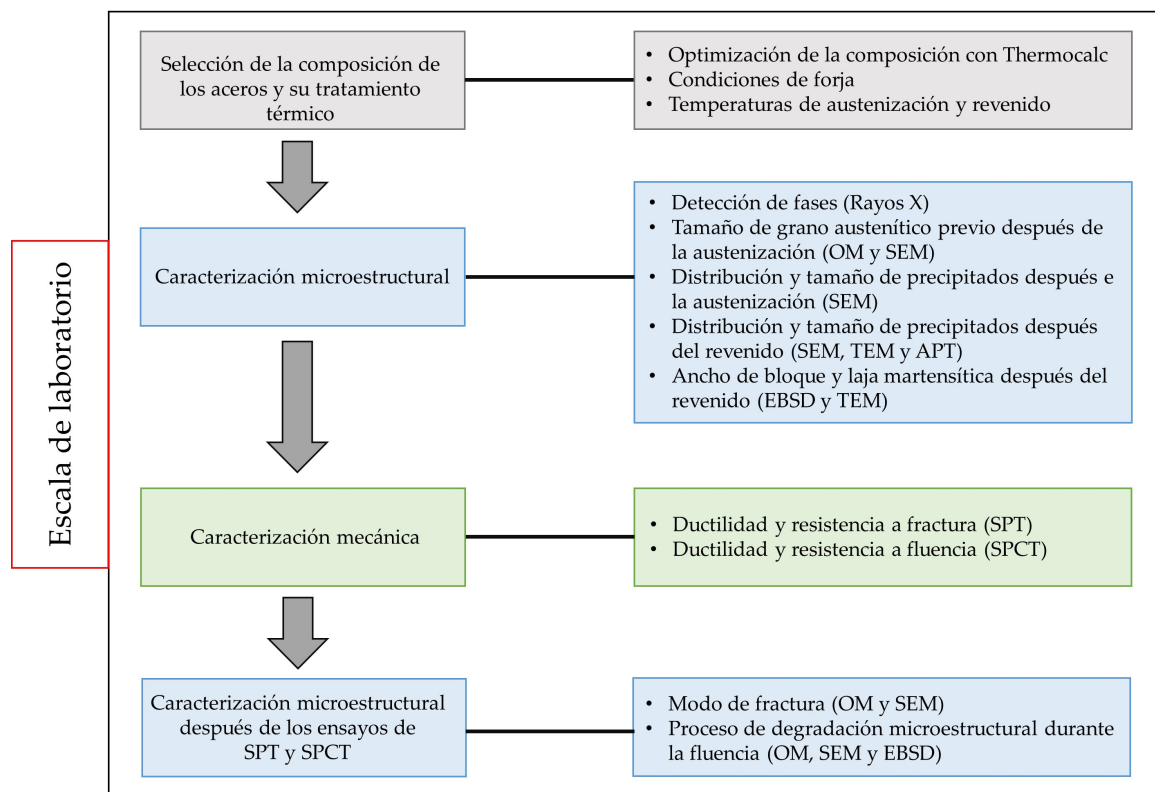 Escala de laboratorio
Selección de la composición de
los aceros y su tratamiento
térmico
• Optimización de la composición con Thermocalc
• Condiciones de forja
• Temperaturas de austenización y revenido
Caracterización microestructural
• Detección de fases (Rayos X)
• Tamaño de grano austenítico previo después de
la austenización (OM y SEM)
• Distribución y tamaño de precipitados después e
la austenización (SEM)
• Distribución y tamaño de precipitados después
del revenido (SEM, TEM y APT)
• Ancho de bloque y laja martensítica después del
revenido (EBSD y TEM)
Caracterización mecánica
• Ductilidad y resistencia a fractura (SPT)
• Ductilidad y resistencia a fluencia (SPCT)
Caracterización microestructural
después de los ensayos de
SPT y SPCT
• Modo de fractura (OM y SEM)
• Proceso de degradación microestructural durante
la fluencia (OM, SEM y EBSD)